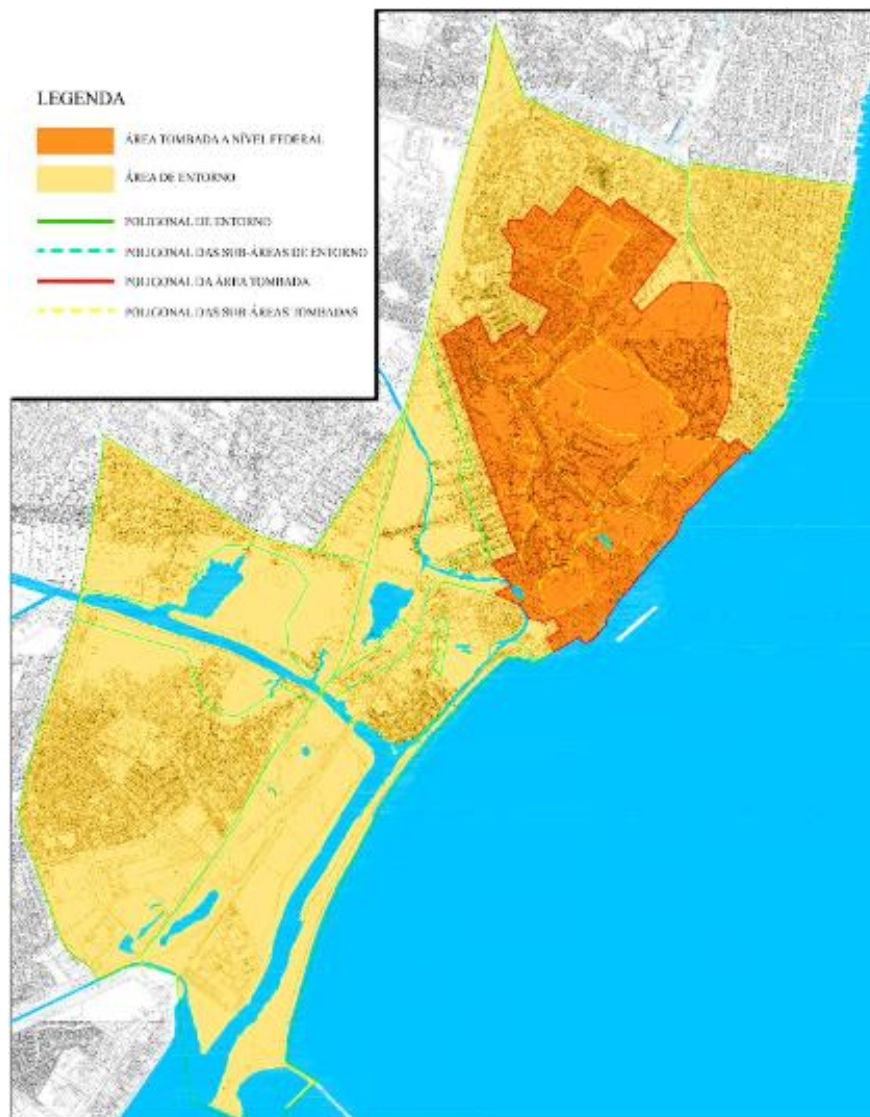 LEGENDA
ÁREA TOMBADA A NÍVEL FEDERAL
ÁREA DE ENTORNO
POLIGONAL DE ENTORNO
POLIGONAL DAS SUB-ÁREAS DE ENTORNO
POLIGONAL DA ÁREA TOMBADA
POLIGONAL DAS SUB-ÁREAS TOMBADAS